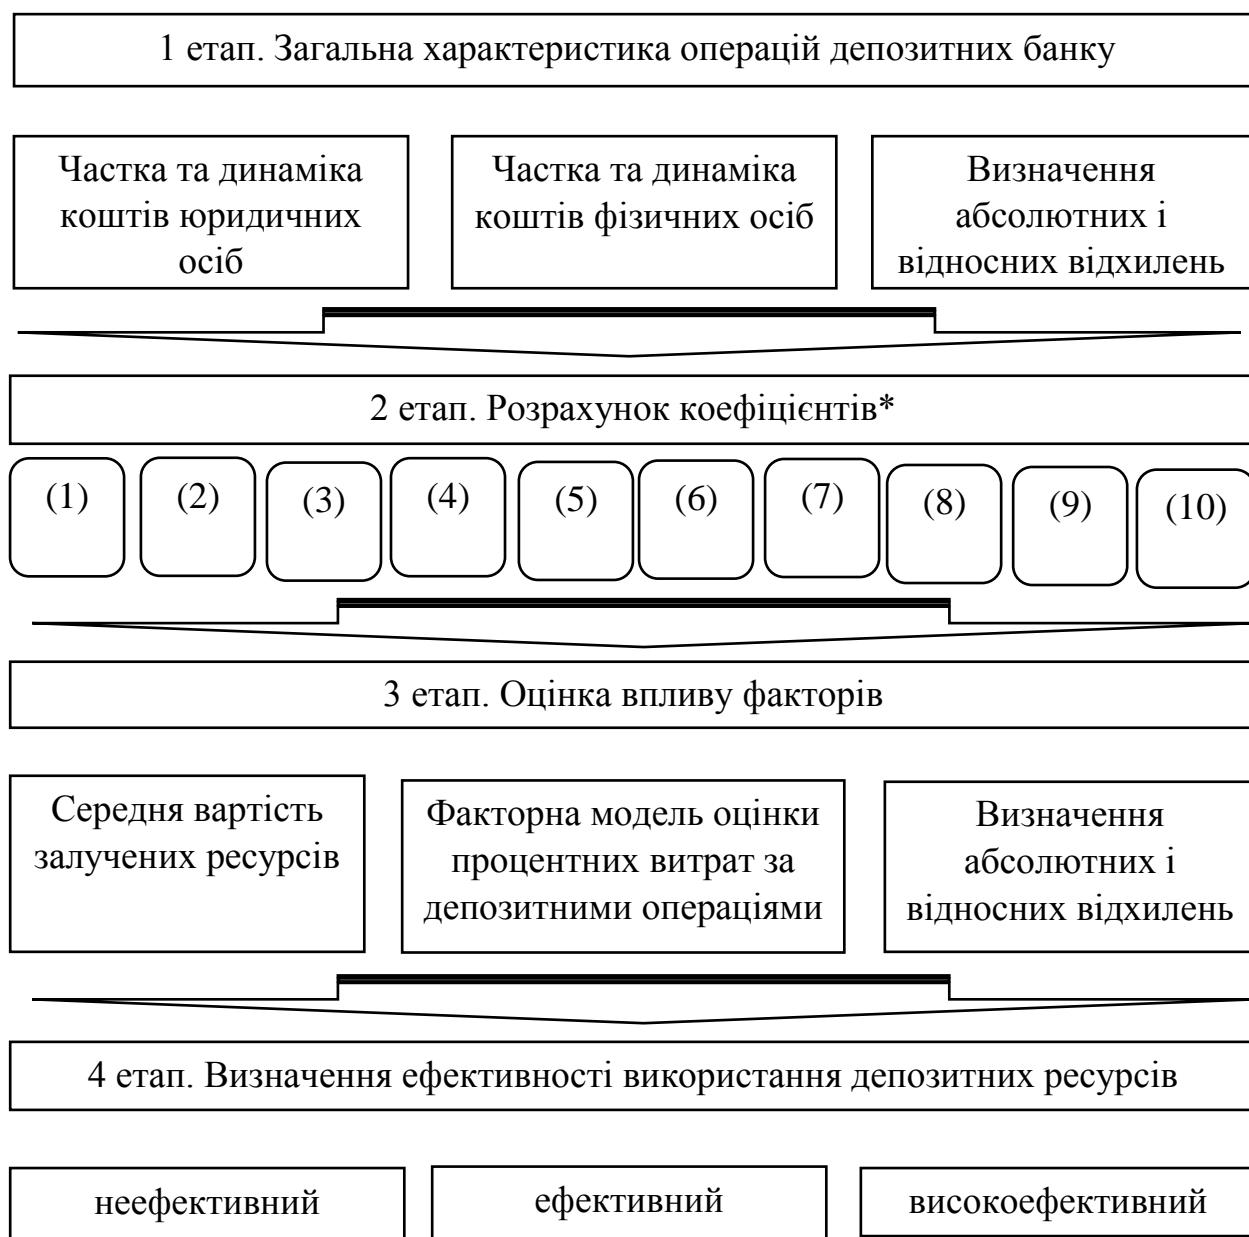 1 етап. Загальна характеристика операцій депозитних банку
Частка та динаміка
коштів юридичних
осіб
Частка та динаміка
коштів фізичних осіб
Визначення
абсолютних і
відносних відхилень
2 етап. Розрахунок коефіцієнтів*
(1) (2) (3) (4) (5) (6) (7) (8) (9) (10)
3 етап. Оцінка впливу факторів
Середня вартість
залучених ресурсів
Факторна модель оцінки
процентних витрат за
депозитними операціями
Визначення
абсолютних і
відносних відхилень
4 етап. Визначення ефективності використання депозитних ресурсів
неефективний
ефективний
високоефективний